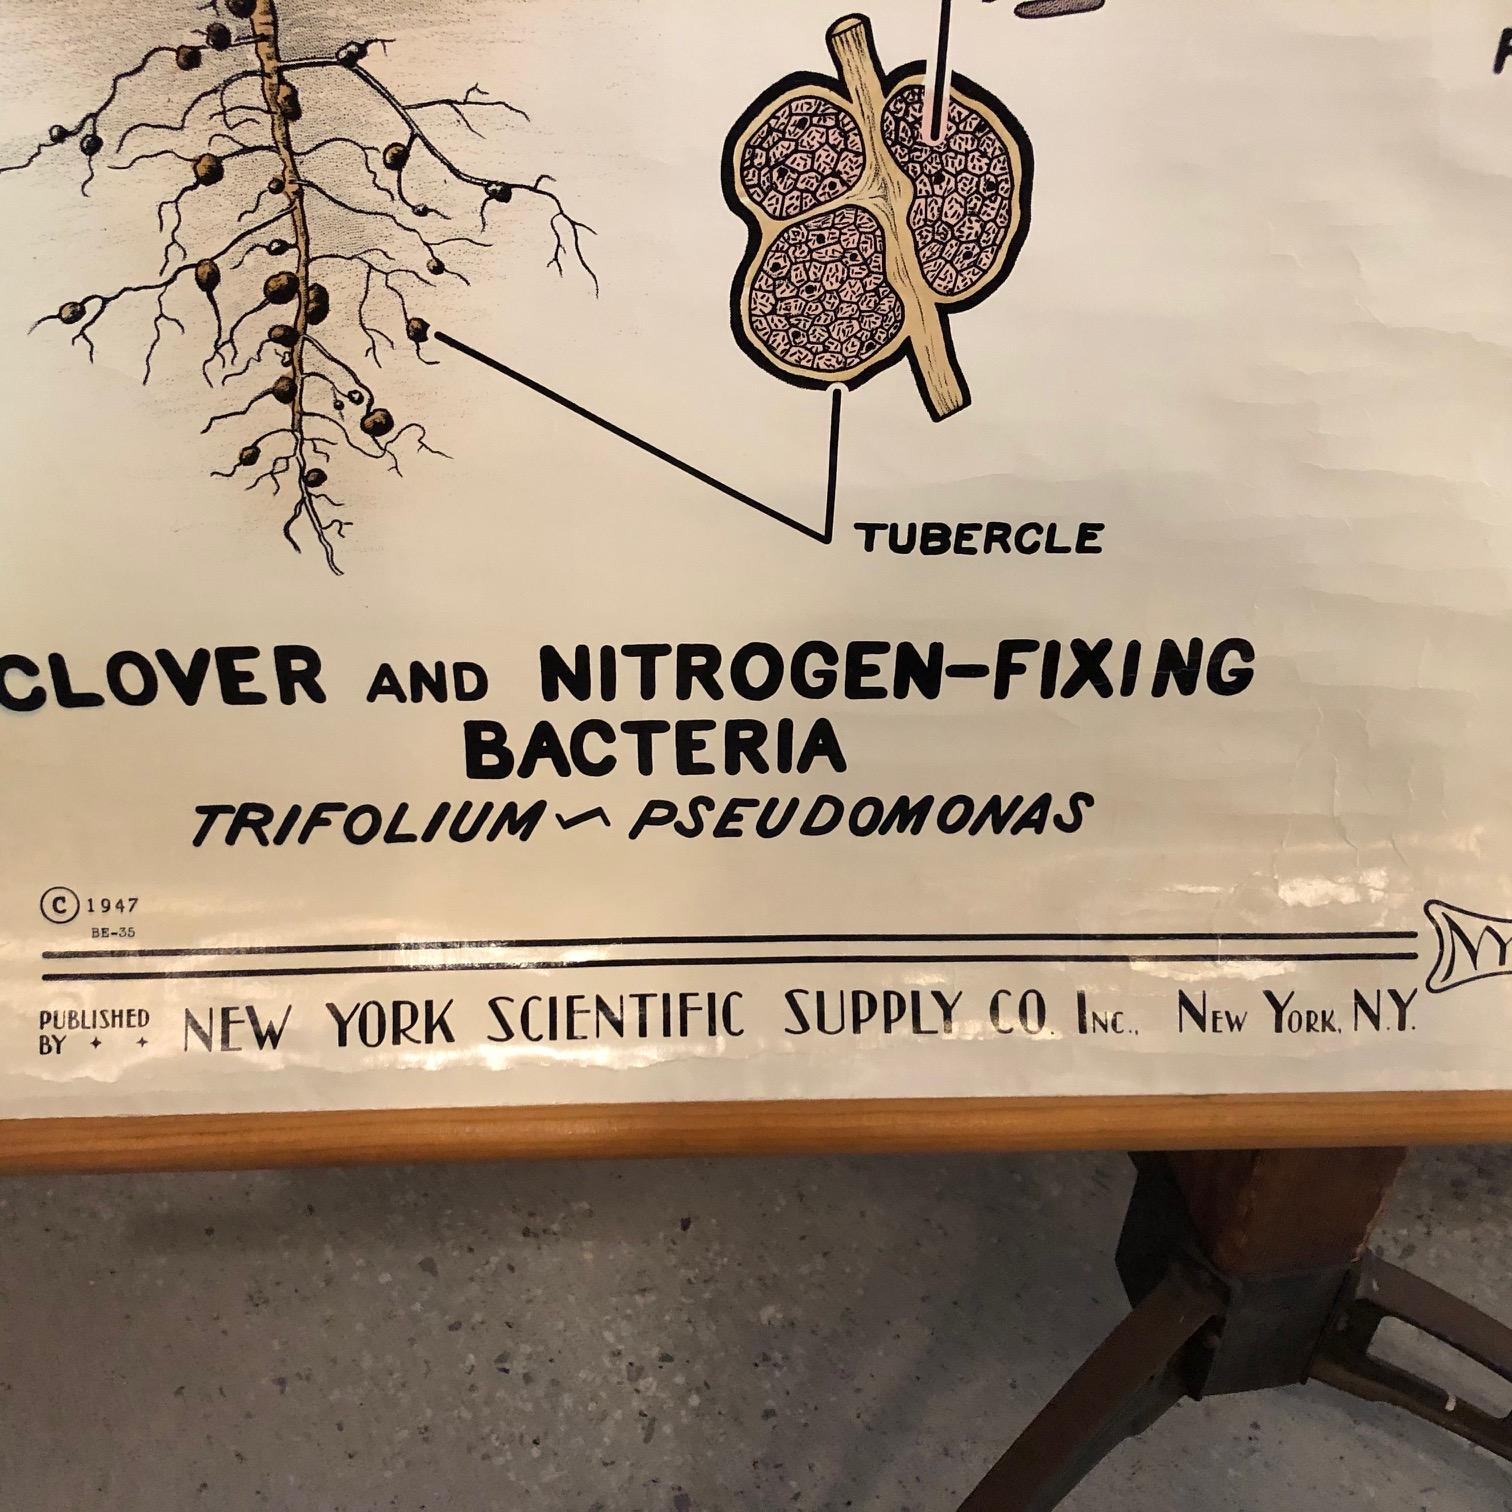 TUBERCLE
CLOVER AND NITROGEN-FIXING
BACTERIA
TRIFOLIUM ~ PSEUDOMONAS
© 1947
BE-35
PUBLISHED
BY
NEW YORK SCIENTIFIC SUPPLY CO. INC., NEW YORK, N.Y.
NY